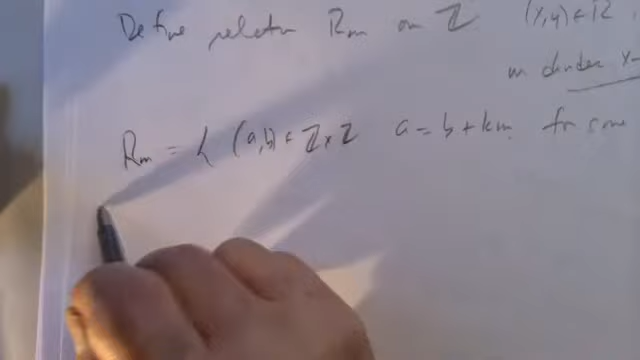 Define relation Rm on ℤ (x,y) ∈ R
m divides x-
Rm = { (a,b) ∈ ℤ × ℤ a = b + km for some